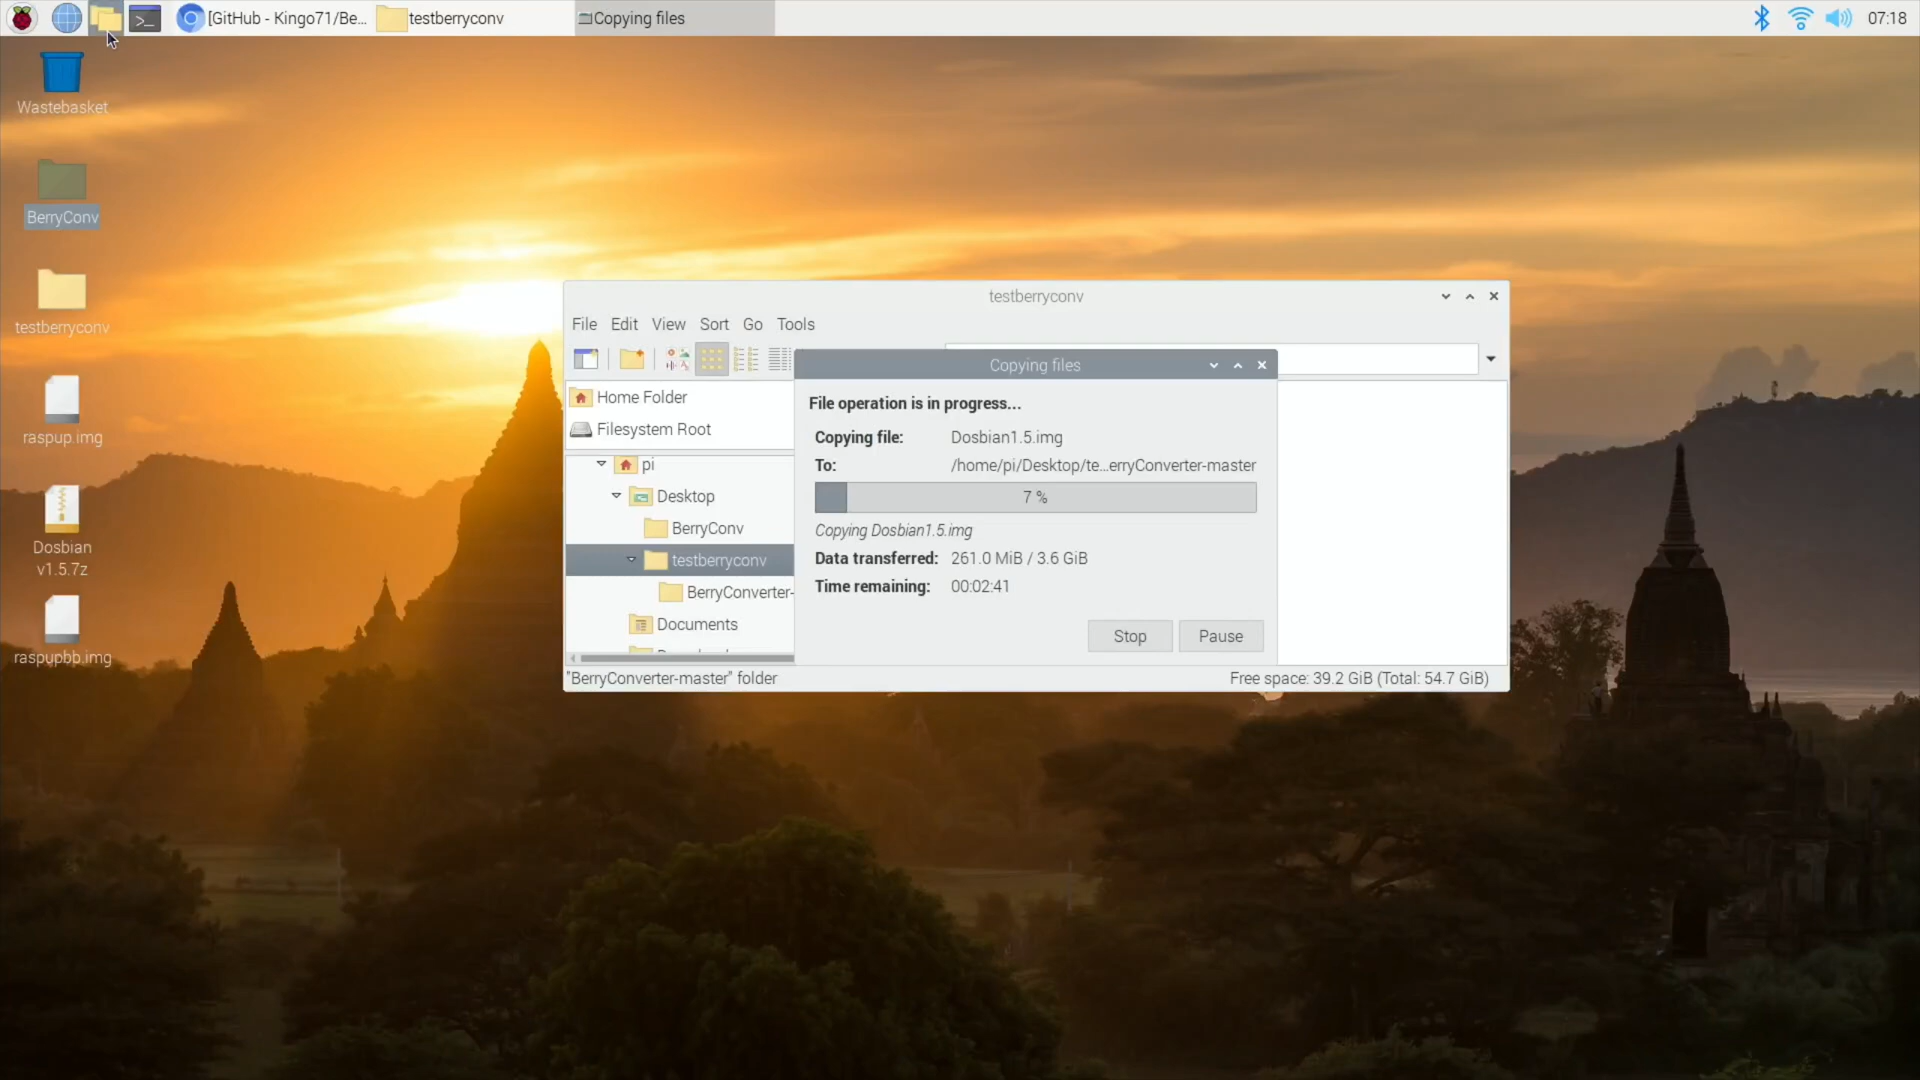 [GitHub - Kingo71/Be...
testberryconv
Copying files
07:18
Wastebasket
BerryConv
testberryconv
raspup.img
Dosbian
v1.5.7z
raspupbb.img
testberryconv
File Edit View Sort Go Tools
Home Folder
Filesystem Root
pi
Desktop
BerryConv
testberryconv
BerryConverter-
Documents
Copying files
File operation is in progress...
Copying file: Dosbian1.5.img
To: /home/pi/Desktop/te...erryConverter-master
7 %
Copying Dosbian1.5.img
Data transferred: 261.0 MiB / 3.6 GiB
Time remaining: 00:02:41
Stop Pause
"BerryConverter-master" folder
Free space: 39.2 GiB (Total: 54.7 GiB)